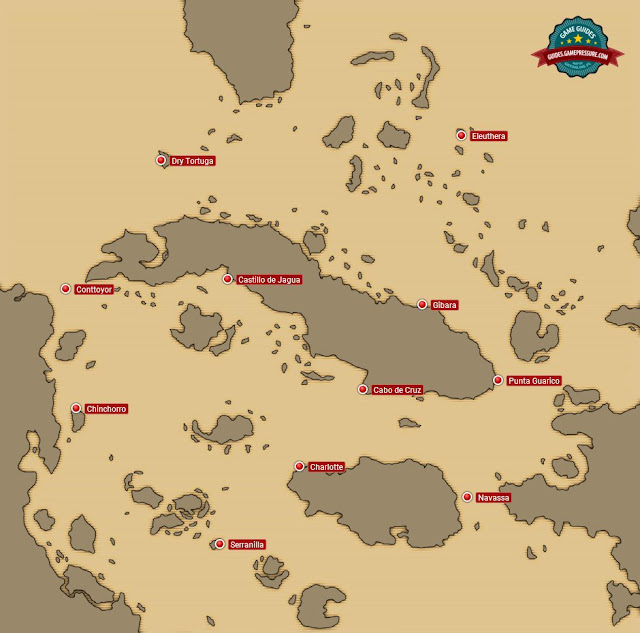 GAME GUIDES
GUIDES.GAMEPRESSURE.COM
Eleuthera
Dry Tortuga
Castillo de Jagua
Conttoyor
Gibara
Punta Guarico
Cabo de Cruz
Chinchorro
Charlotte
Navassa
Serranilla